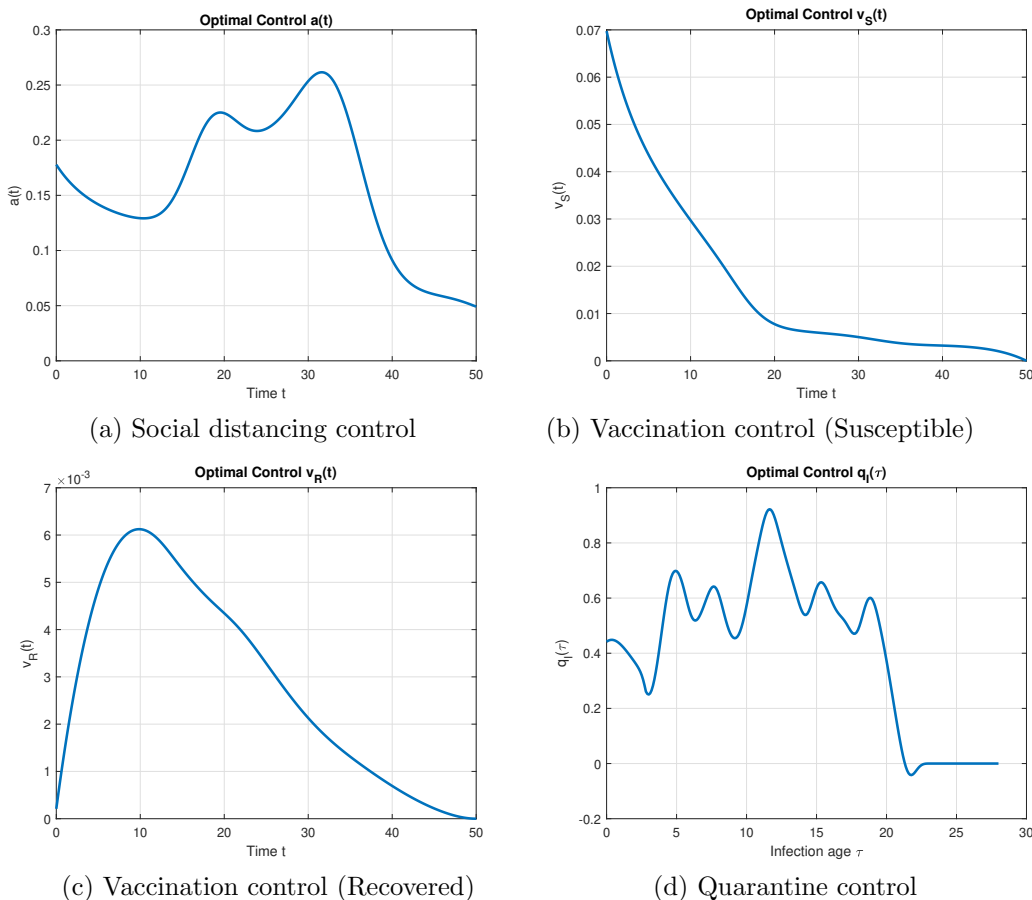 Optimal Control a(t)
0.3
0.25
0.2
0.15
0.1
0.05
0
a(t)
0 10 20 30 40 50
Time t
(a) Social distancing control
Optimal Control v_S(t)
0.07
0.06
0.05
0.04
0.03
0.02
0.01
0
v_S(t)
0 10 20 30 40 50
Time t
(b) Vaccination control (Susceptible)
Optimal Control v_R(t)
×10^-3
7
6
5
4
3
2
1
0
v_R(t)
0 10 20 30 40 50
Time t
(c) Vaccination control (Recovered)
Optimal Control q_I(τ)
1
0.8
0.6
0.4
0.2
0
-0.2
q_I(τ)
0 5 10 15 20 25 30
Infection age τ
(d) Quarantine control